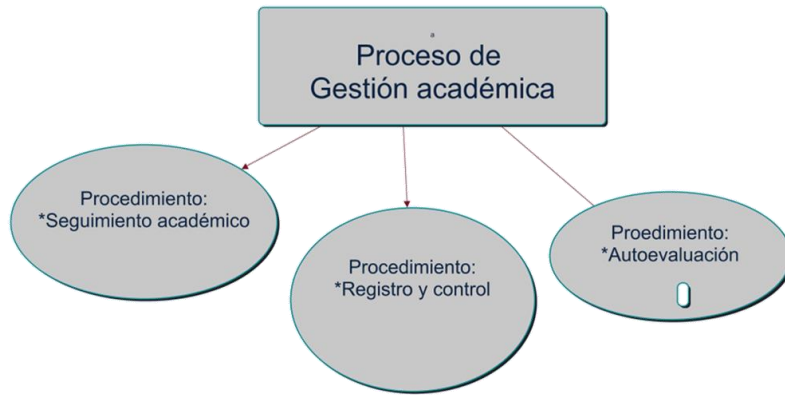 a
Proceso de
Gestión académica
Procedimiento:
*Seguimiento académico
Procedimiento:
*Registro y control
Proedimiento:
*Autoevaluación